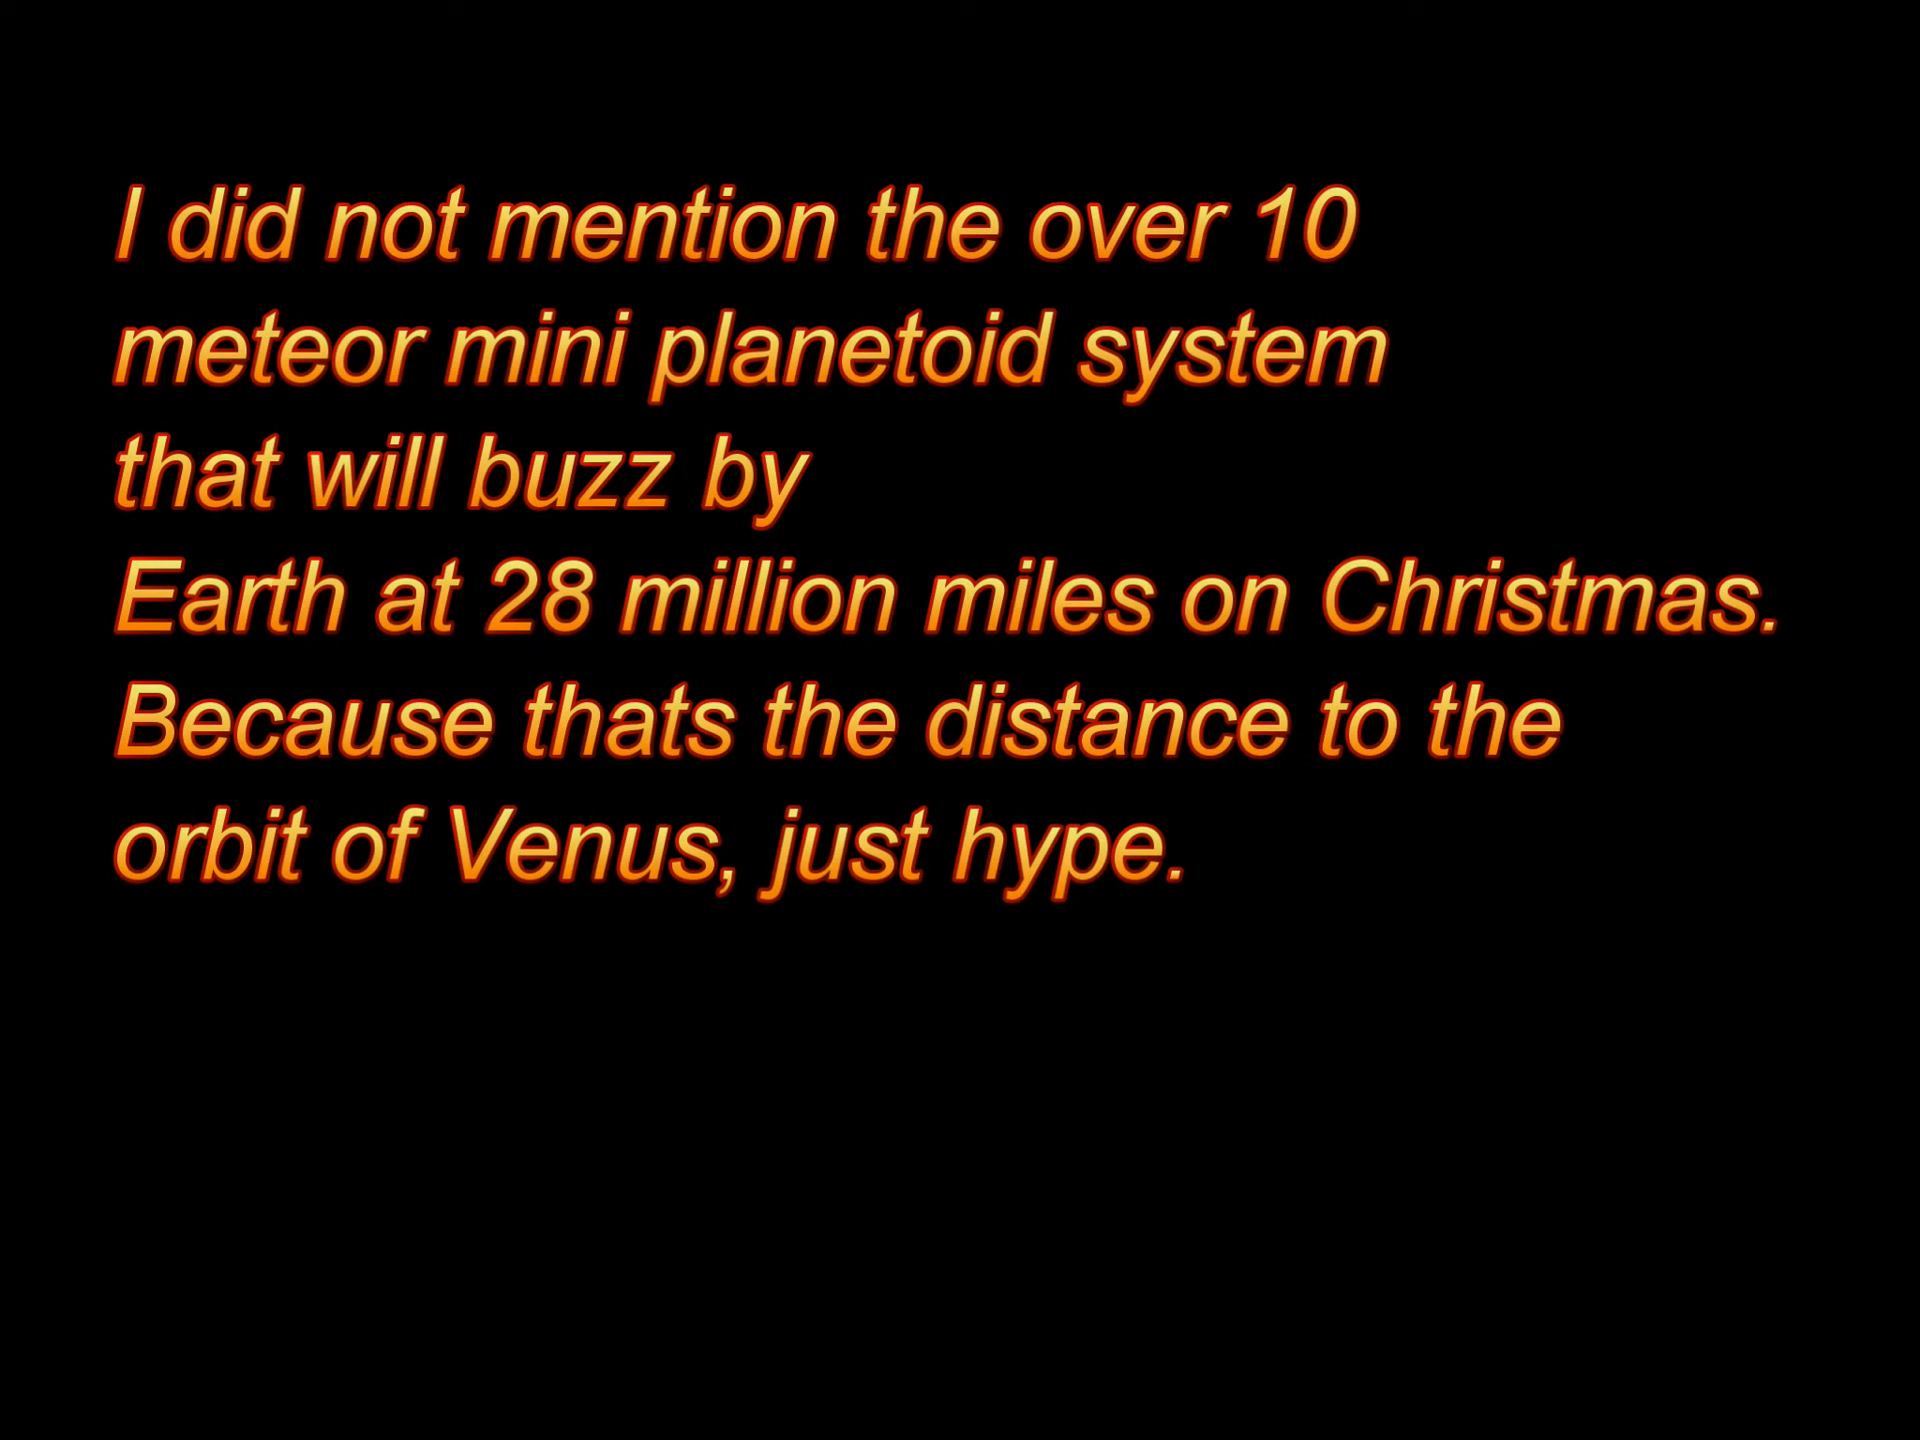 I did not mention the over 10
meteor mini planetoid system
that will buzz by
Earth at 28 million miles on Christmas.
Because thats the distance to the
orbit of Venus, just hype.